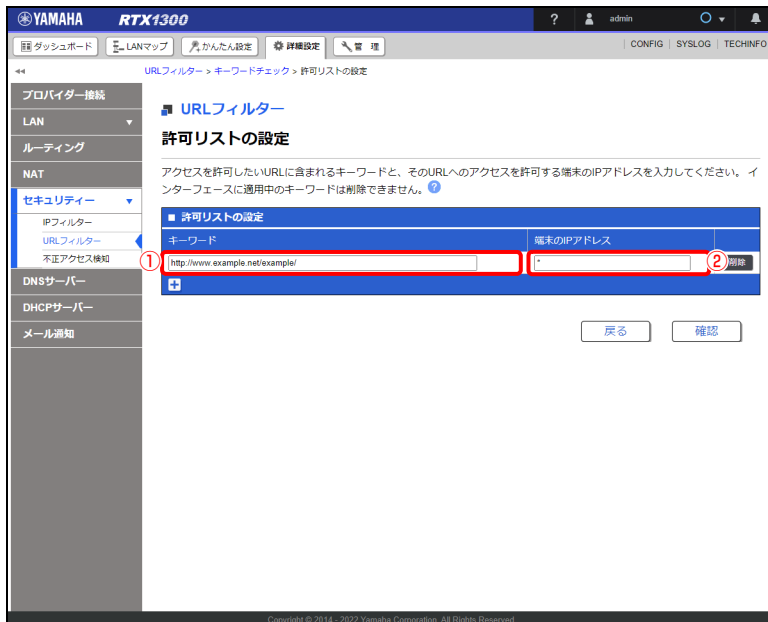 YAMAHA RTX1300 ? admin
ダッシュボード LANマップ かんたん設定 詳細設定 管 理 CONFIG SYSLOG TECHINFO
URLフィルター > キーワードチェック > 許可リストの設定
プロバイダー接続
LAN
ルーティング
NAT
セキュリティー
IPフィルター
URLフィルター
不正アクセス検知
DNSサーバー
DHCPサーバー
メール通知
URLフィルター
許可リストの設定
アクセスを許可したいURLに含まれるキーワードと、そのURLへのアクセスを許可する端末のIPアドレスを入力してください。 イ
ンターフェースに適用中のキーワードは削除できません。?
許可リストの設定
キーワード 端末のIPアドレス
① http://www.example.net/example/ * ② 削除
+
戻る 確認
Copyright © 2014 - 2022 Yamaha Corporation. All Rights Reserved.